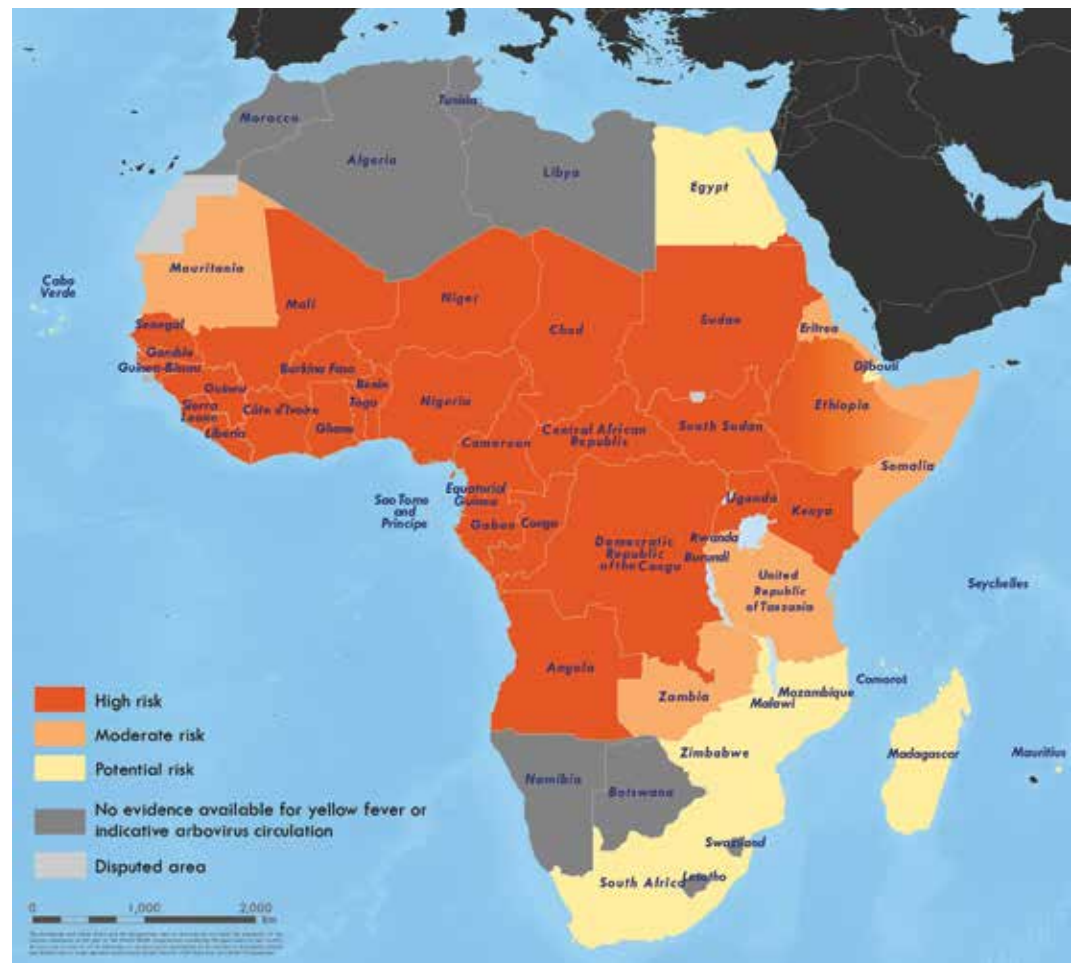 Tunisia
Morocco
Algeria
Libya
Egypt
Cabo
Verde
Mauritania
Mali
Niger
Chad
Sudan
Eritrea
Senegal
Gambia
Guinea-Bissau
Burkina Faso
Djibouti
Guinea
Benin
Sierra
Leone
Côte d'Ivoire
Togo
Nigeria
Ethiopia
Liberia
Ghana
Cameroon
Central African
Republic
South Sudan
Somalia
Sao Tome
and
Principe
Equatorial
Guinea
Gabon
Congo
Uganda
Kenya
Democratic
Republic
of the Congo
Rwanda
Burundi
United
Republic
of Tanzania
Seychelles
Angola
Zambia
Malawi
Mozambique
Comoros
Zimbabwe
Madagascar
Mauritius
Namibia
Botswana
Swaziland
South Africa
Lesotho
High risk
Moderate risk
Potential risk
No evidence available for yellow fever or
indicative arbovirus circulation
Disputed area
0 1,000 2,000
Km